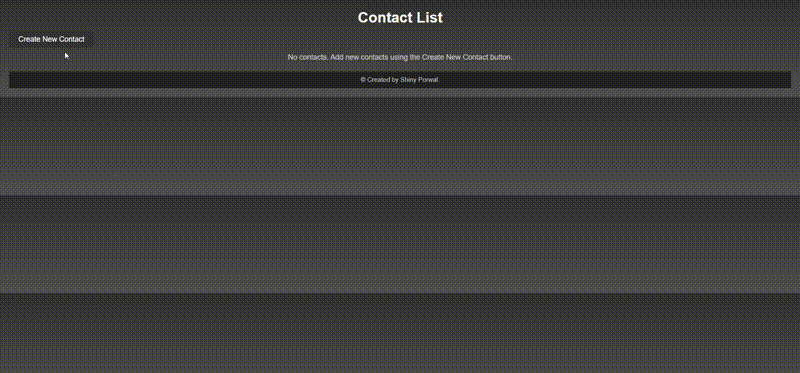 Contact List
Create New Contact
No contacts. Add new contacts using the Create New Contact button.
© Created by Shiny Porwal.